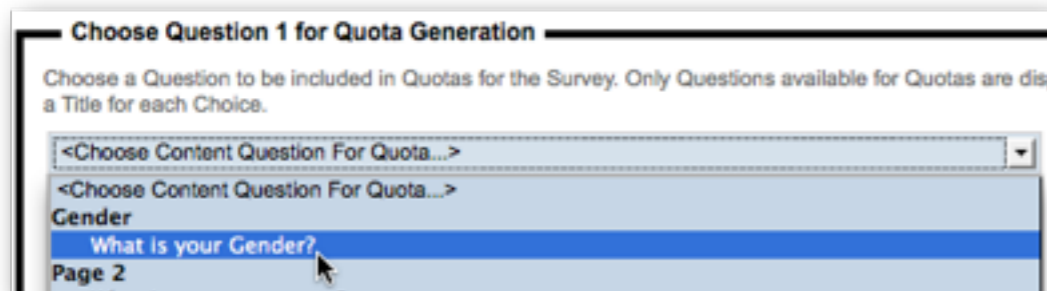 Choose Question 1 for Quota Generation
Choose a Question to be included in Quotas for the Survey. Only Questions available for Quotas are
a Title for each Choice.
<Choose Content Question For Quota...>
<Choose Content Question For Quota...>
Gender
What is your Gender?
Page 2